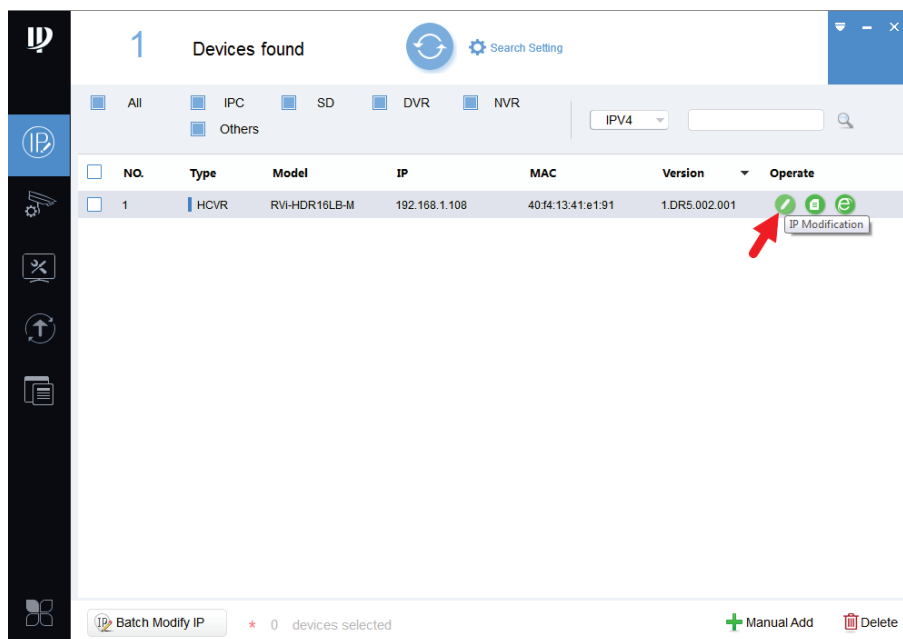 1 Devices found Search Setting
All IPC SD DVR NVR
Others
IPV4
NO. Type Model IP MAC Version Operate
1 HCVR RVi-HDR16LB-M 192.168.1.108 40:f4:13:41:e1:91 1.DR5.002.001
IP Modification
Batch Modify IP * 0 devices selected Manual Add Delete